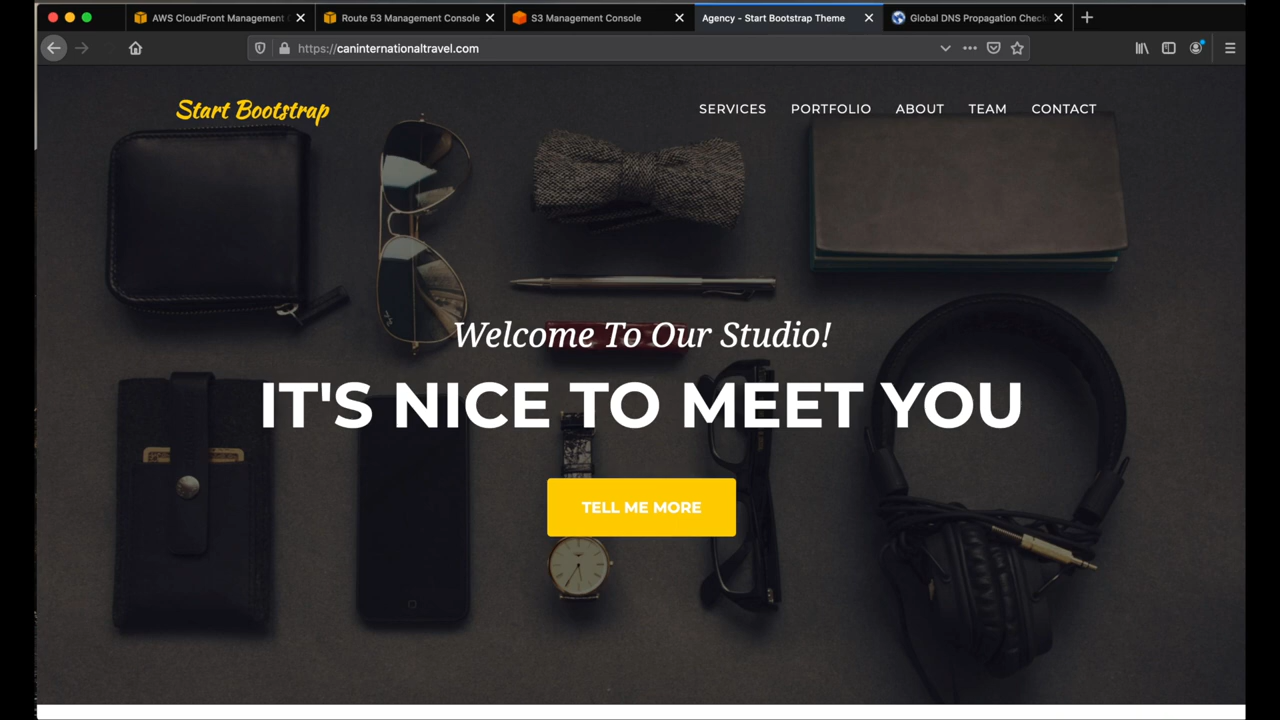 AWS CloudFront Management
Route 53 Management Console
S3 Management Console
Agency - Start Bootstrap Theme
Global DNS Propagation Check
https://caninternationaltravel.com
Start Bootstrap
SERVICES
PORTFOLIO
ABOUT
TEAM
CONTACT
Welcome To Our Studio!
IT'S NICE TO MEET YOU
TELL ME MORE